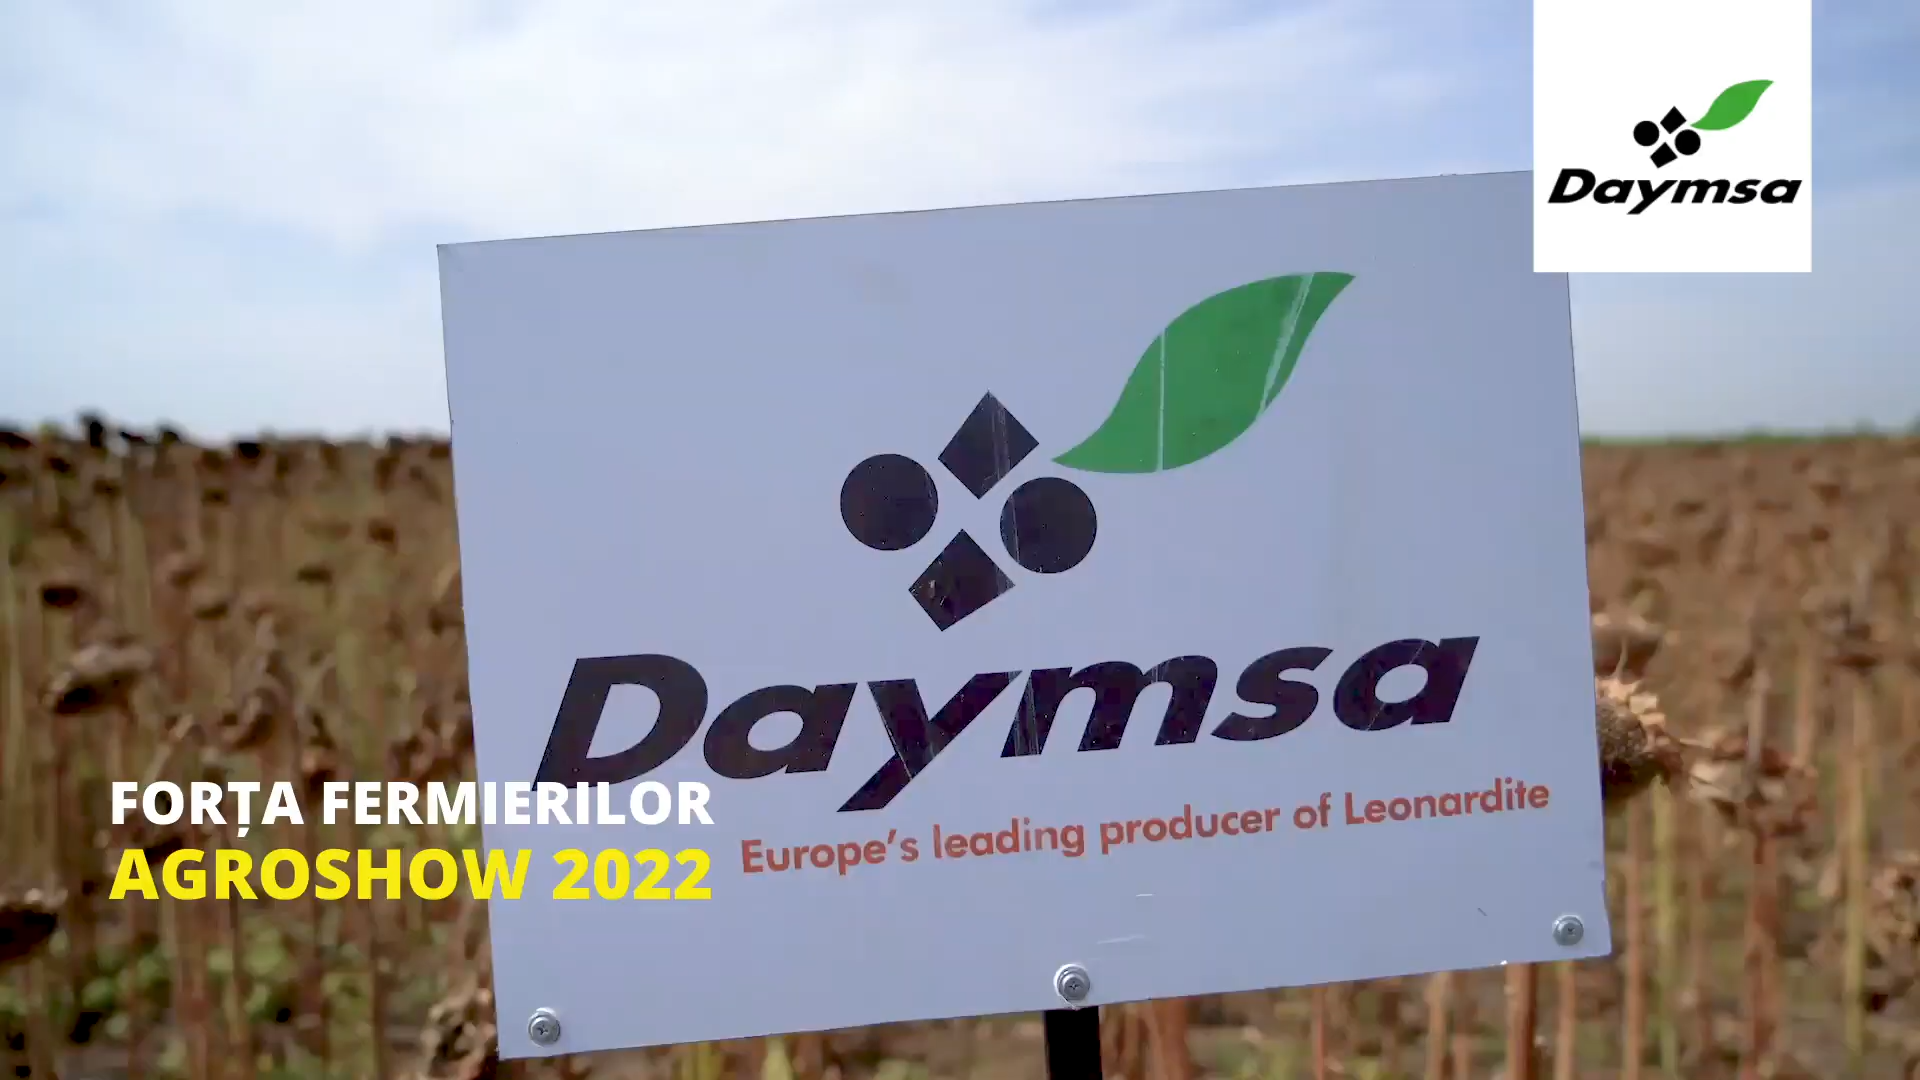 Daymsa
Daymsa
Europe's leading producer of Leonardite
FORȚA FERMIERILOR
AGROSHOW 2022